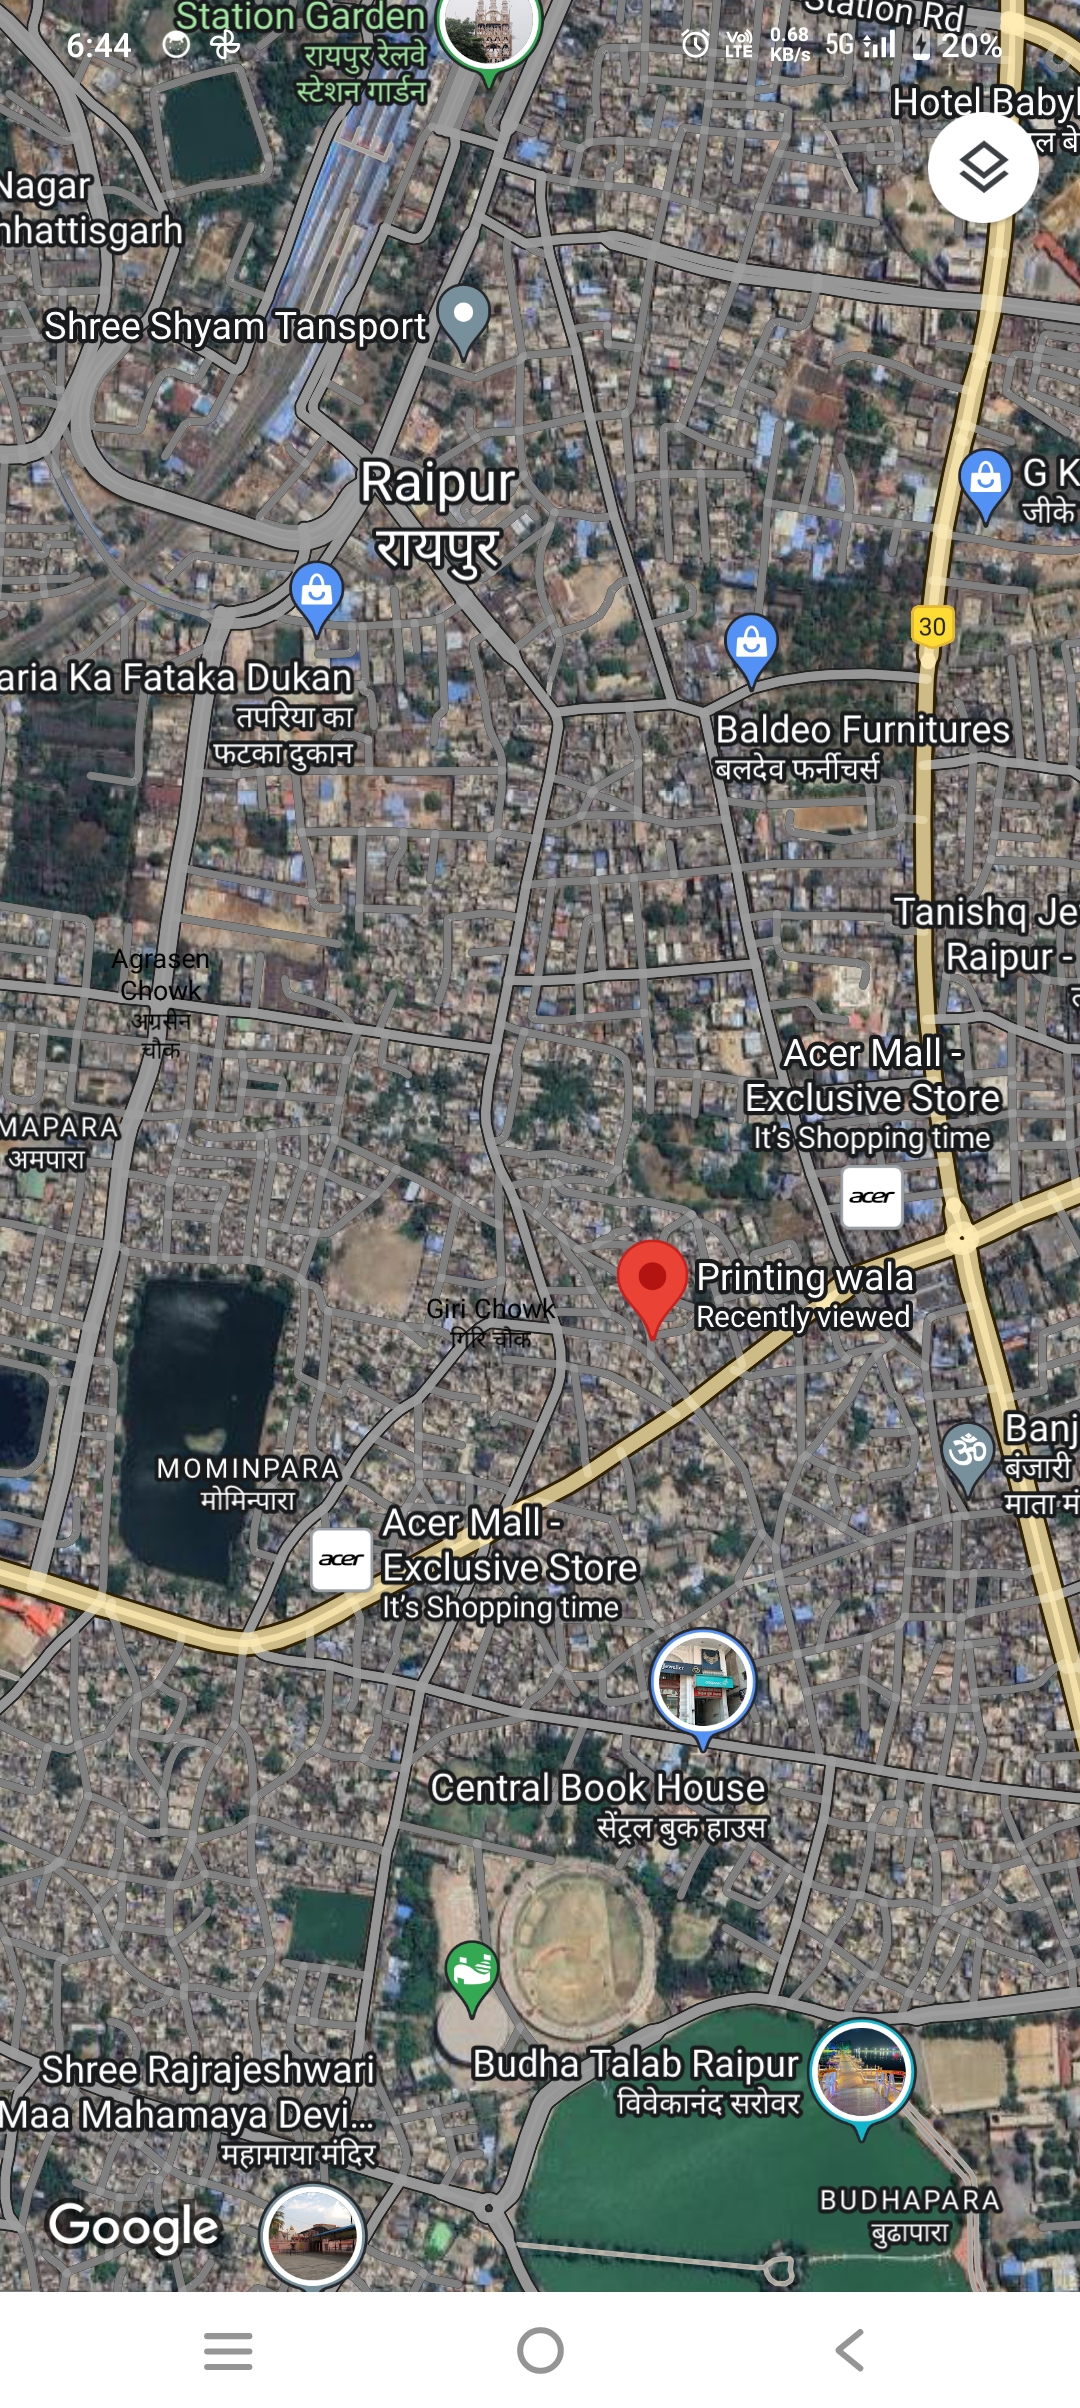 Station Garden
रायपुर रेलवे
स्टेशन गार्डन
Station Rd
6:44
Vo)
LTE
0.68
KB/s
5G
20%
Hotel Babyl
ल बे
Nagar
hhattisgarh
Shree Shyam Tansport
Raipur
रायपुर
G K
जीके
30
aria Ka Fataka Dukan
तपरिया का
फटका दुकान
Baldeo Furnitures
बलदेव फर्नीचर्स
Tanishq Je
Raipur -
Agrasen
Chowk
अग्रसेन
चौक
Acer Mall -
Exclusive Store
It's Shopping time
acer
MAPARA
अमपारा
Printing wala
Recently viewed
Giri Chowk
गिरि चौक
Banj
बंजारी
माता मं
MOMINPARA
मोमिन्पारा
Acer Mall -
Exclusive Store
It's Shopping time
acer
Central Book House
सेंट्रल बुक हाउस
Shree Rajrajeshwari
Maa Mahamaya Devi...
महामाया मंदिर
Budha Talab Raipur
विवेकानंद सरोवर
BUDHAPARA
बुढापारा
Google